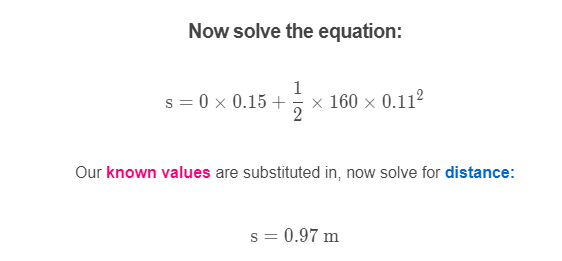 Now solve the equation:
s = 0 × 0.15 + 1/2 × 160 × 0.11²
Our known values are substituted in, now solve for distance:
s = 0.97 m